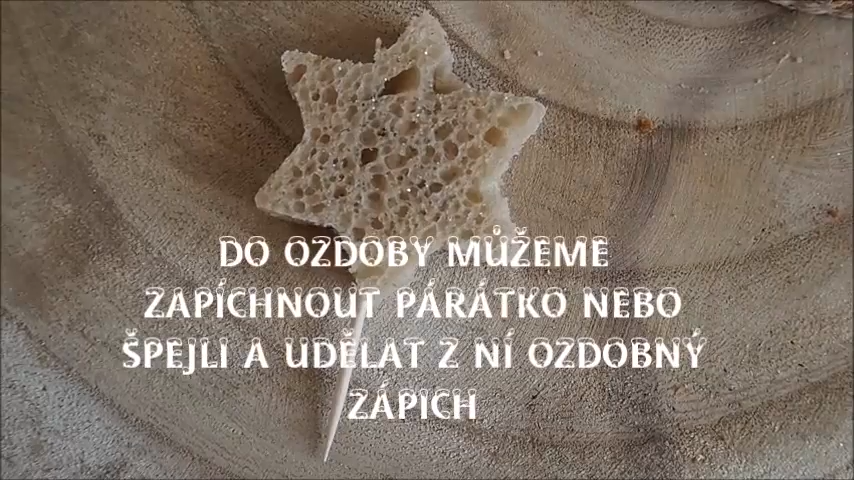 DO OZDOBY MŮŽEME
ZAPÍCHNOUT PÁRÁTKO NEBO
ŠPEJLI A UDĚLAT Z NÍ OZDOBNÝ
ZÁPICH